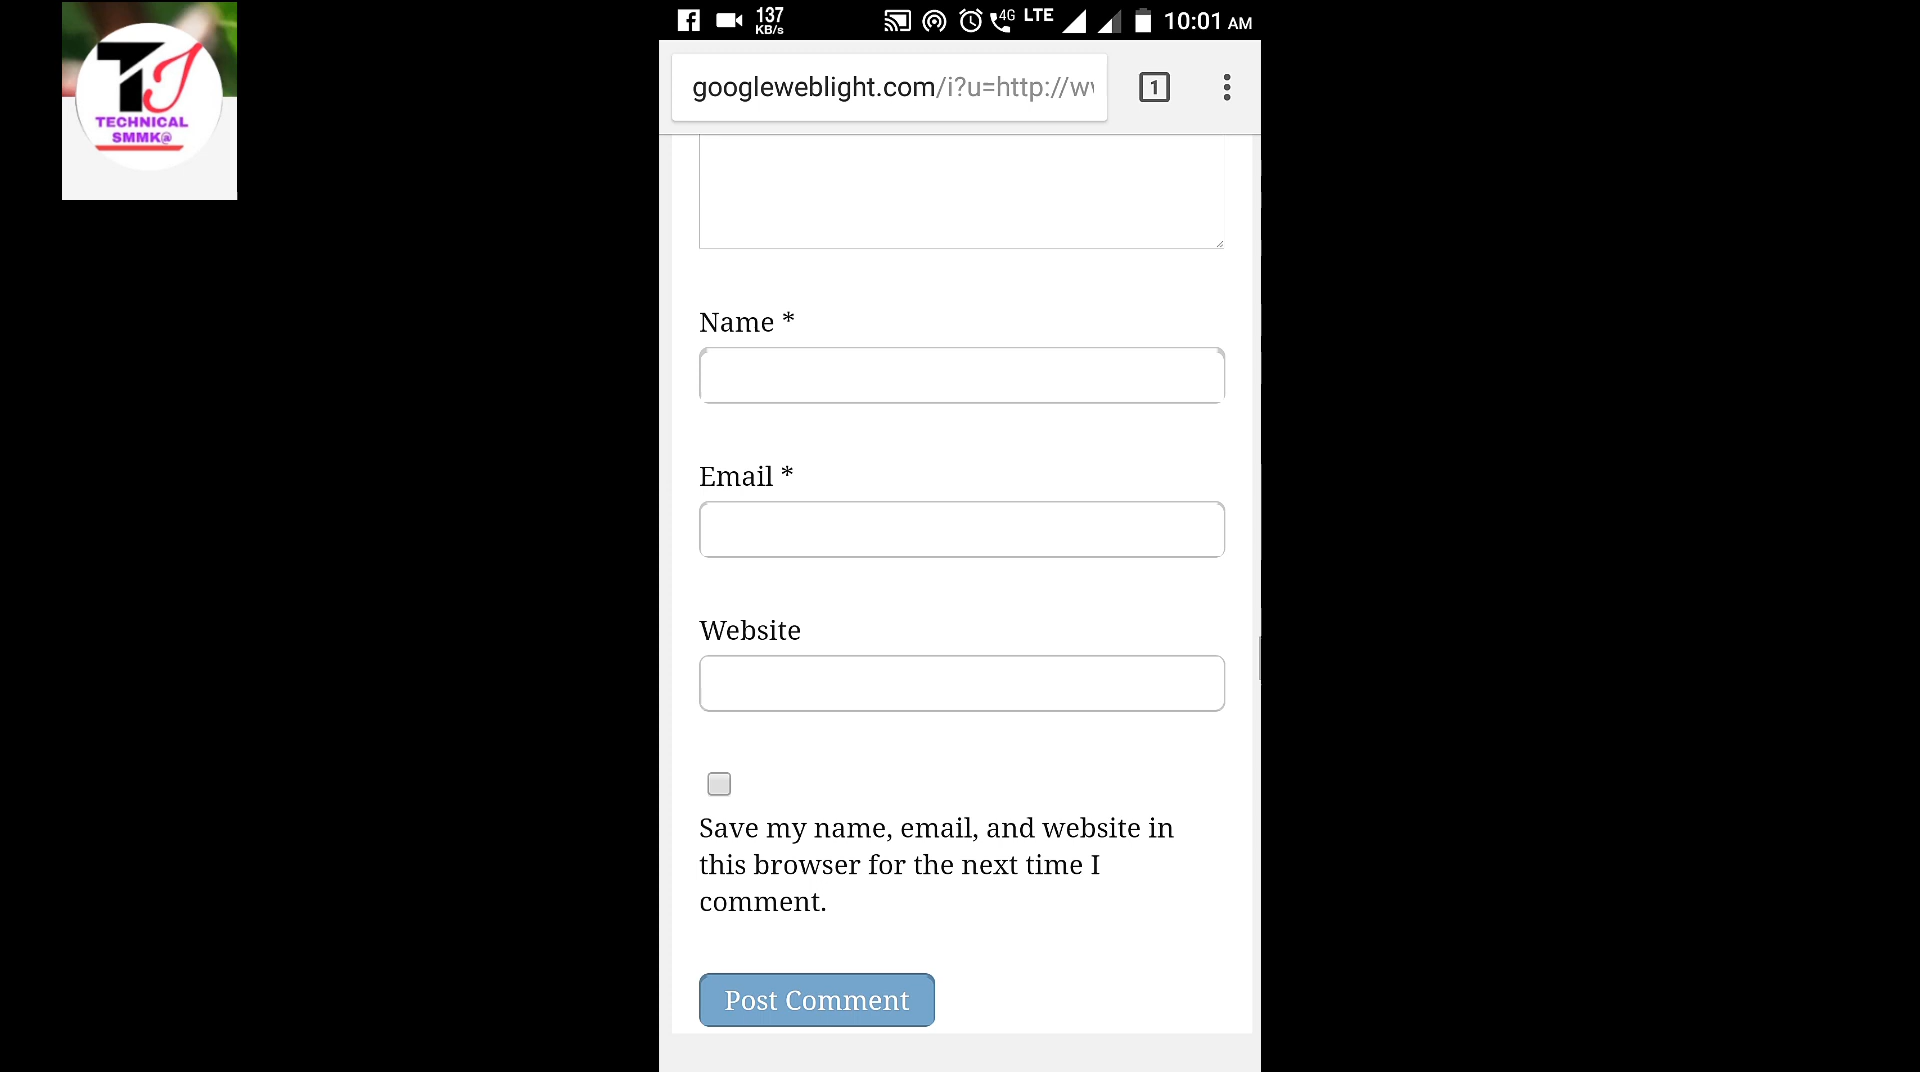 TJ
TECHNICAL
SMMK@
137
KB/s
4G
LTE
10:01 AM
googleweblight.com/i?u=http://w
1
Name *
Email *
Website
Save my name, email, and website in
this browser for the next time I
comment.
Post Comment